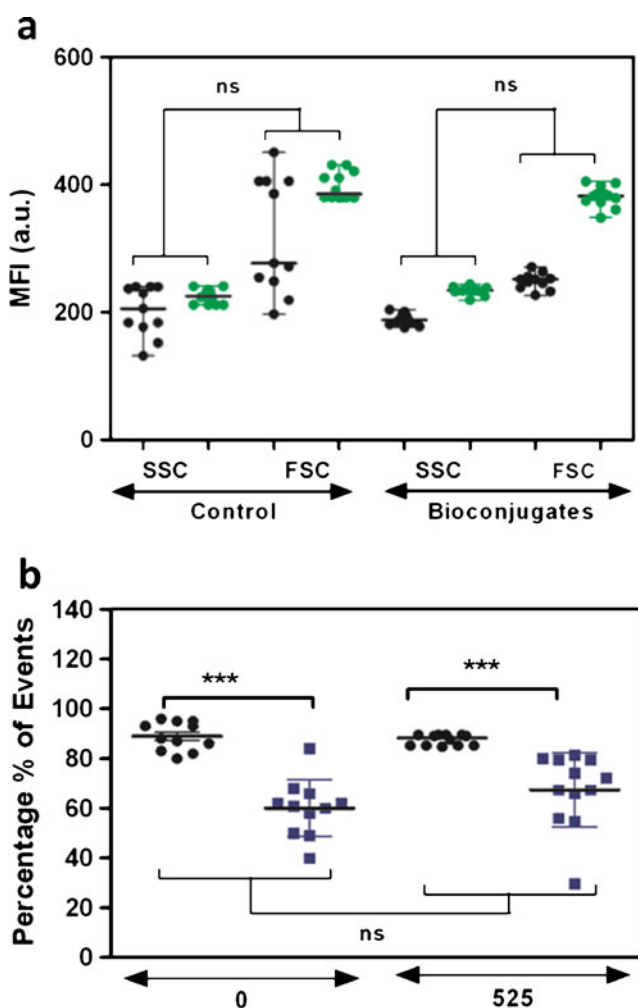 a
600
ns
ns
400
MFI (a.u.)
200
0
SSC FSC SSC FSC
Control Bioconjugates
b
140
120
***
***
100
80
60
40
20
0
Percentage % of Events
ns
0 525